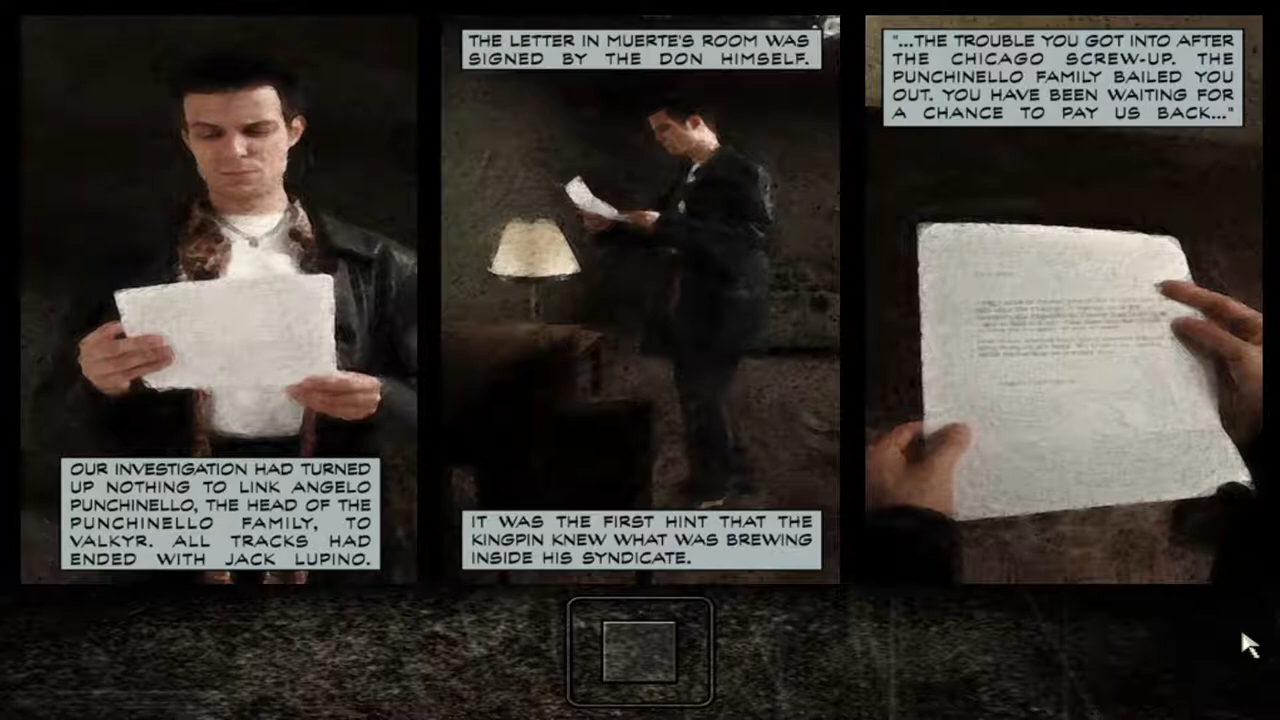 OUR INVESTIGATION HAD TURNED
UP NOTHING TO LINK ANGELO
PUNCHINELLO, THE HEAD OF THE
PUNCHINELLO FAMILY, TO
VALKYR. ALL TRACKS HAD
ENDED WITH JACK LUPINO.
THE LETTER IN MUERTE'S ROOM WAS
SIGNED BY THE DON HIMSELF.
IT WAS THE FIRST HINT THAT THE
KINGPIN KNEW WHAT WAS BREWING
INSIDE HIS SYNDICATE.
"...THE TROUBLE YOU GOT INTO AFTER
THE CHICAGO SCREW-UP. THE
PUNCHINELLO FAMILY BAILED YOU
OUT. YOU HAVE BEEN WAITING FOR
A CHANCE TO PAY US BACK..."